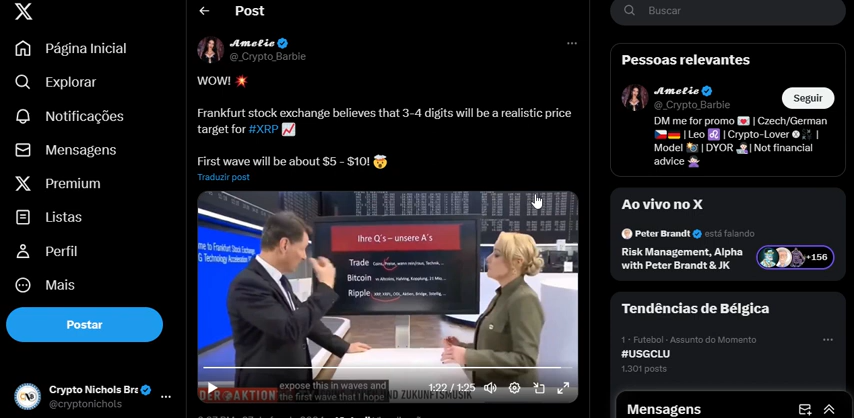 Página Inicial
Explorar
Notificações
Mensagens
Premium
Listas
Perfil
Mais
Postar
Crypto Nichols Bra
@cryptonichols
Post
Amelie
@_Crypto_Barbie
WOW! 💥
Frankfurt stock exchange believes that 3-4 digits will be a realistic price
target for #XRP 📈
First wave will be about $5 - $10! 🤯
Traduzir post
Ihre Q´s – unsere A´s
Trade
Bitcoin
Ripple
expose this in waves and
the first wave that I hope
1:22 / 1:25
DER AKTION
ND ZUKUNFTSMUSIK
Buscar
Pessoas relevantes
Amelie
@_Crypto_Barbie
Seguir
DM me for promo 💌 | Czech/German
🇨🇿🇩🇪 | Leo ♌ | Crypto-Lover
Model 📸 | DYOR | Not financial
advice
Ao vivo no X
Peter Brandt está falando
Risk Management, Alpha
with Peter Brandt & JK
+156
Tendências de Bélgica
1 · Futebol · Assunto do Momento
#USGCLU
1.301 posts
Mensagens